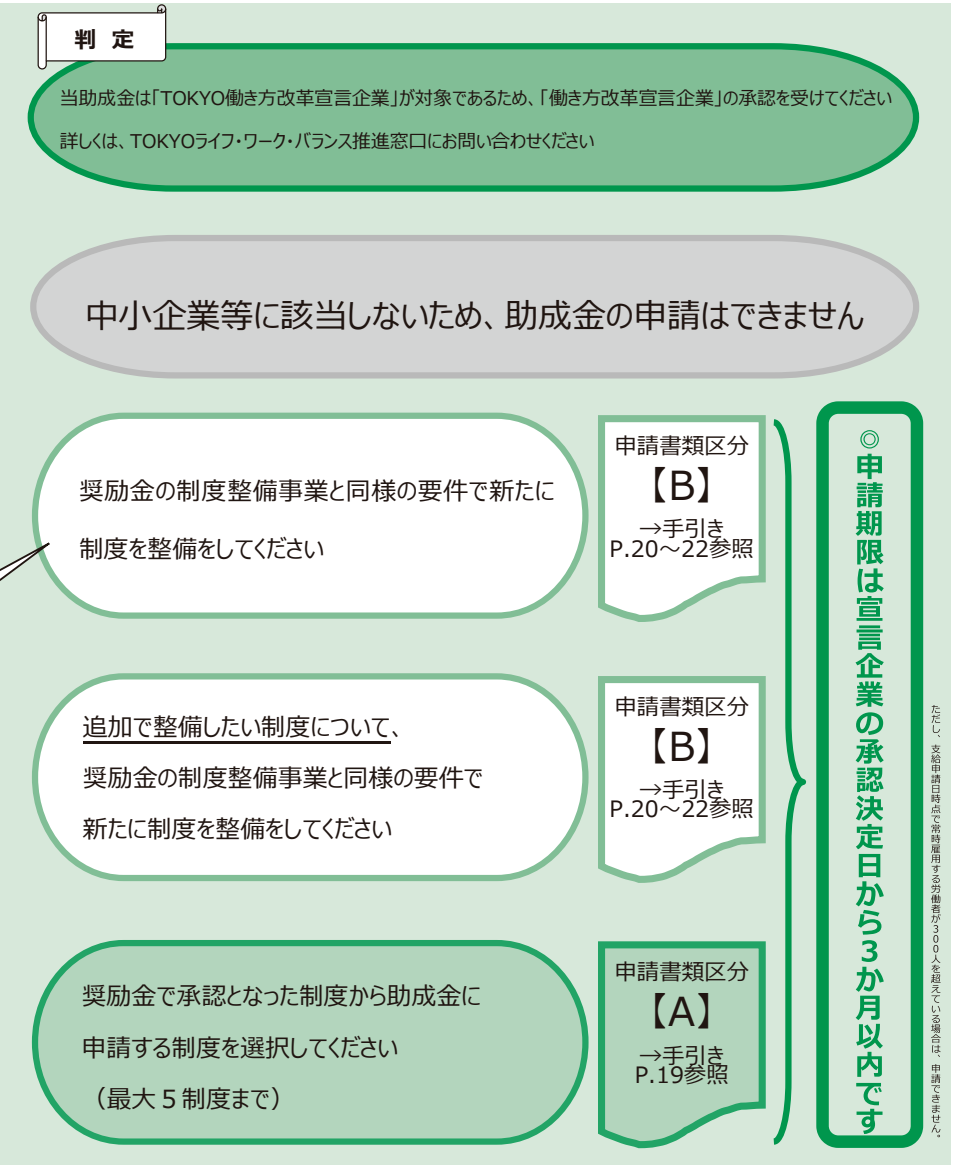 判 定
当助成金は「TOKYO働き方改革宣言企業」が対象であるため、「働き方改革宣言企業」の承認を受けてください
詳しくは、TOKYOライフ・ワーク・バランス推進窓口にお問い合わせください
中小企業等に該当しないため、助成金の申請はできません
奨励金の制度整備事業と同様の要件で新たに
制度を整備をしてください
申請書類区分
【B】
→手引き
P.20～22参照
追加で整備したい制度について、
奨励金の制度整備事業と同様の要件で
新たに制度を整備をしてください
申請書類区分
【B】
→手引き
P.20～22参照
奨励金で承認となった制度から助成金に
申請する制度を選択してください
（最大５制度まで）
申請書類区分
【A】
→手引き
P.19参照
◎申請期限は宣言企業の承認決定日から3か月以内です
ただし、支給申請日時点で常時雇用する労働者が300人を超えている場合は、申請できません。